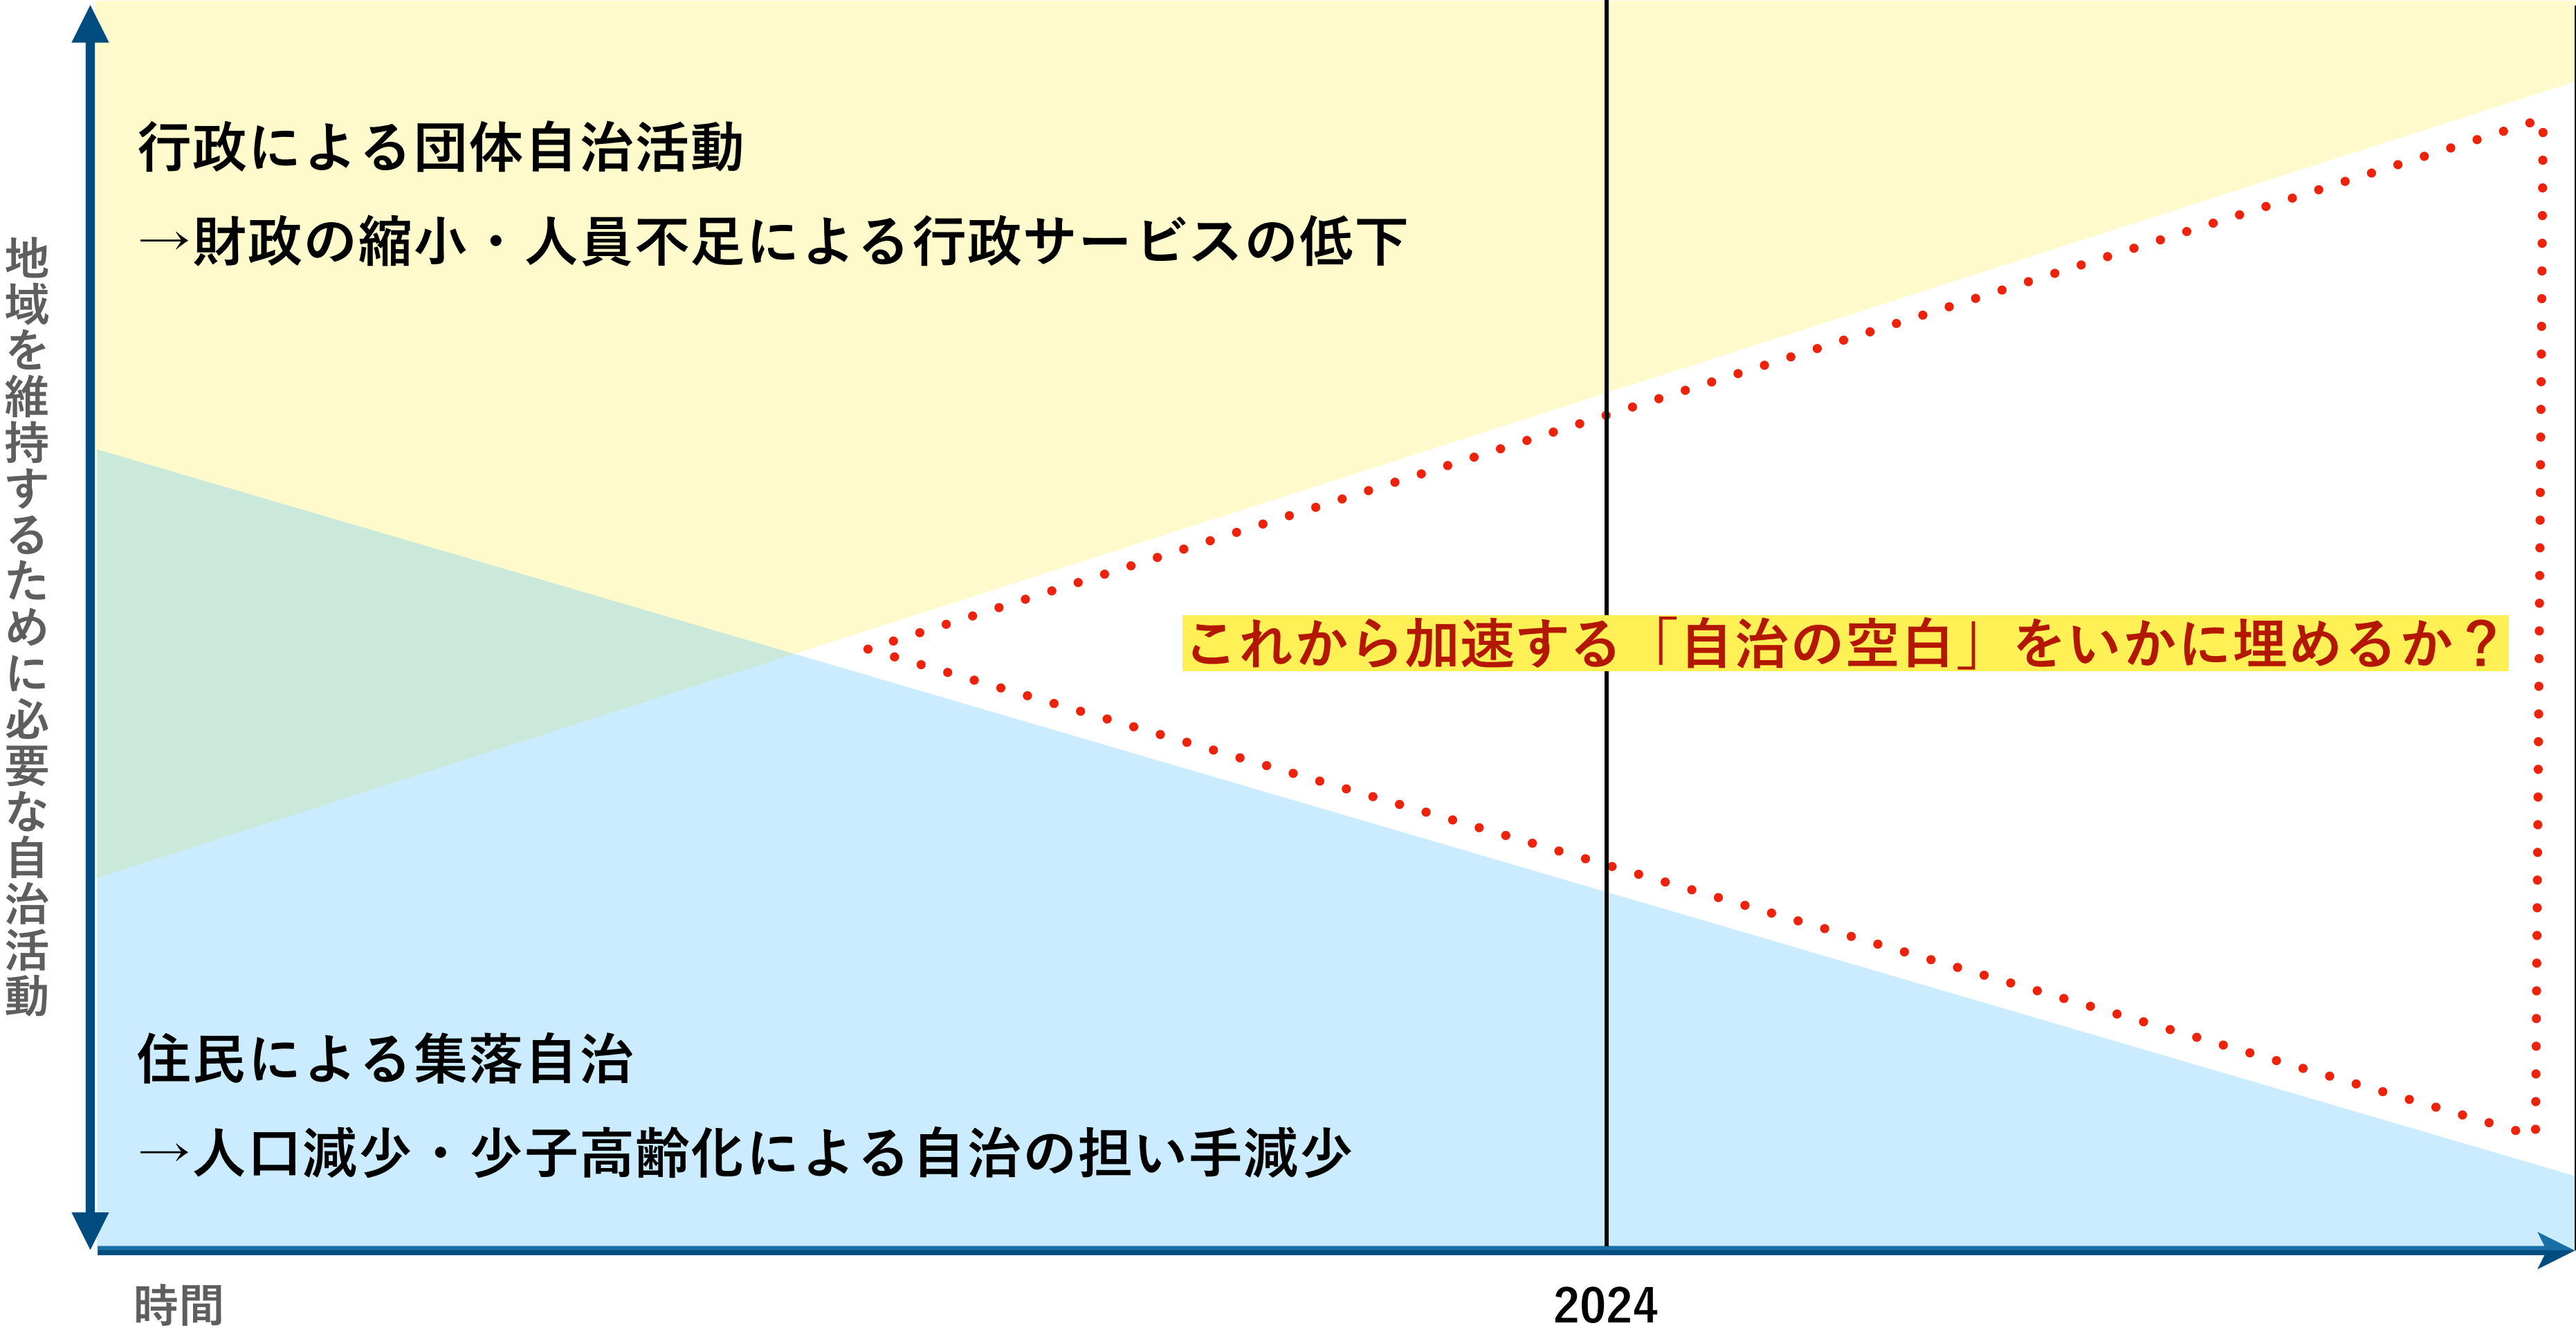 行政による団体自治活動
→財政の縮小・人員不足による行政サービスの低下
地域を維持するために必要な自治活動
これから加速する「自治の空白」をいかに埋めるか？
住民による集落自治
→人口減少・少子高齢化による自治の担い手減少
時間
2024